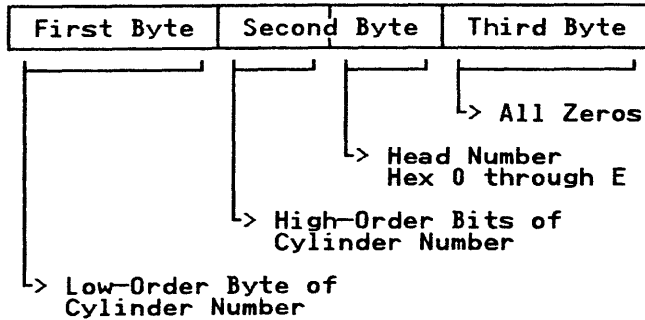 First Byte Second Byte Third Byte
All Zeros
Head Number
Hex 0 through E
High-Order Bits of
Cylinder Number
Low-Order Byte of
Cylinder Number